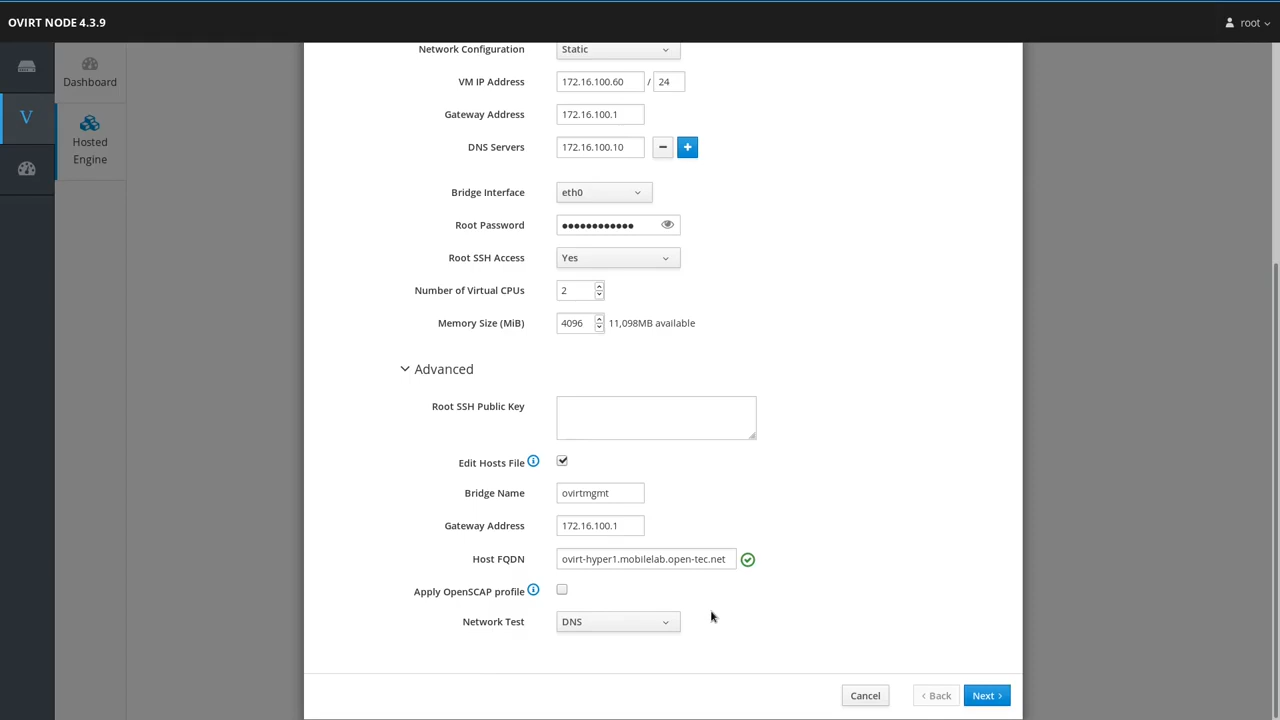 OVIRT NODE 4.3.9
root
Dashboard
V
Hosted
Engine
Network Configuration Static
VM IP Address 172.16.100.60 / 24
Gateway Address 172.16.100.1
DNS Servers 172.16.100.10 − +
Bridge Interface eth0
Root Password ••••••••••••
Root SSH Access Yes
Number of Virtual CPUs 2
Memory Size (MiB) 4096 11,098MB available
Advanced
Root SSH Public Key
Edit Hosts File
Bridge Name ovirtmgmt
Gateway Address 172.16.100.1
Host FQDN ovirt-hyper1.mobilelab.open-tec.net
Apply OpenSCAP profile
Network Test DNS
Cancel
‹ Back
Next ›